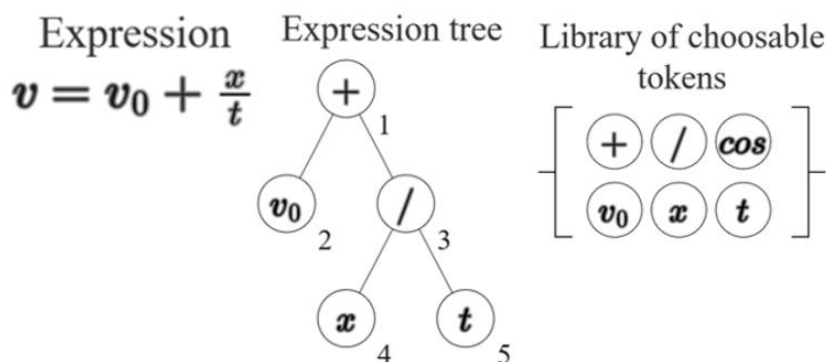 Expression
v = v₀ + x/t
Expression tree
+
1
v₀
2
/
3
x
4
t
5
Library of choosable
tokens
+ / cos
v₀ x t